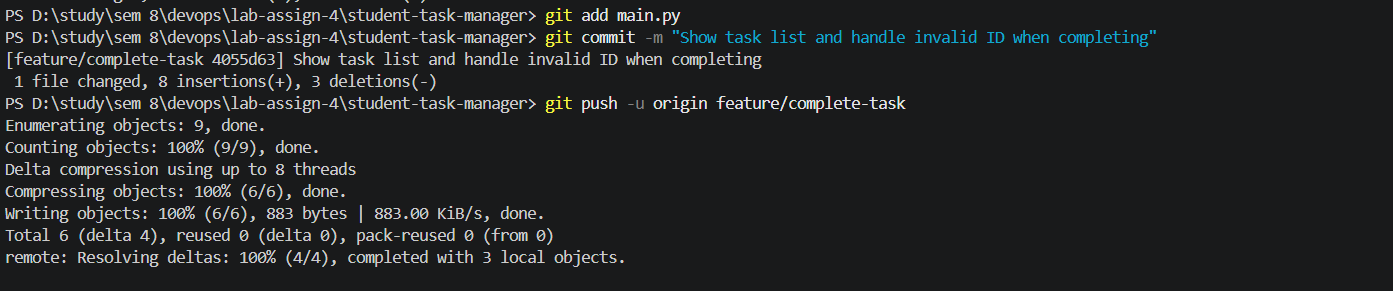 PS D:\study\sem 8\devops\lab-assign-4\student-task-manager> git add main.py
PS D:\study\sem 8\devops\lab-assign-4\student-task-manager> git commit -m "Show task list and handle invalid ID when completing"
[feature/complete-task 4055d63] Show task list and handle invalid ID when completing
 1 file changed, 8 insertions(+), 3 deletions(-)
PS D:\study\sem 8\devops\lab-assign-4\student-task-manager> git push -u origin feature/complete-task
Enumerating objects: 9, done.
Counting objects: 100% (9/9), done.
Delta compression using up to 8 threads
Compressing objects: 100% (6/6), done.
Writing objects: 100% (6/6), 883 bytes | 883.00 KiB/s, done.
Total 6 (delta 4), reused 0 (delta 0), pack-reused 0 (from 0)
remote: Resolving deltas: 100% (4/4), completed with 3 local objects.